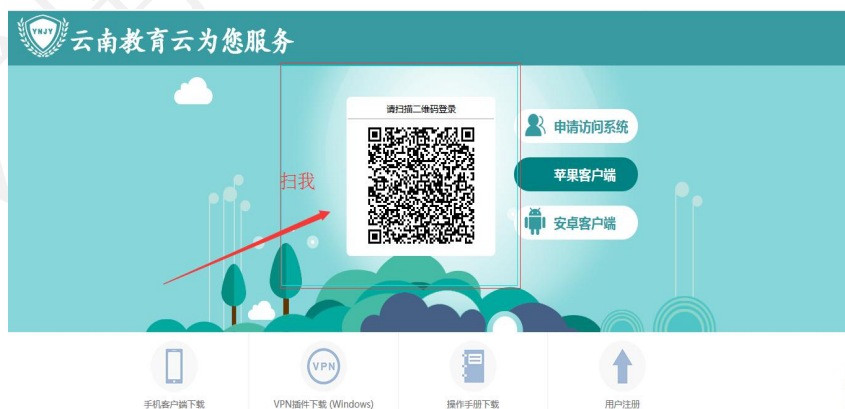 YNJY
云南教育云为您服务
请扫描二维码登录
扫我
申请访问系统
苹果客户端
安卓客户端
VPN
手机客户端下载
VPN插件下载 (Windows)
操作手册下载
用户注册